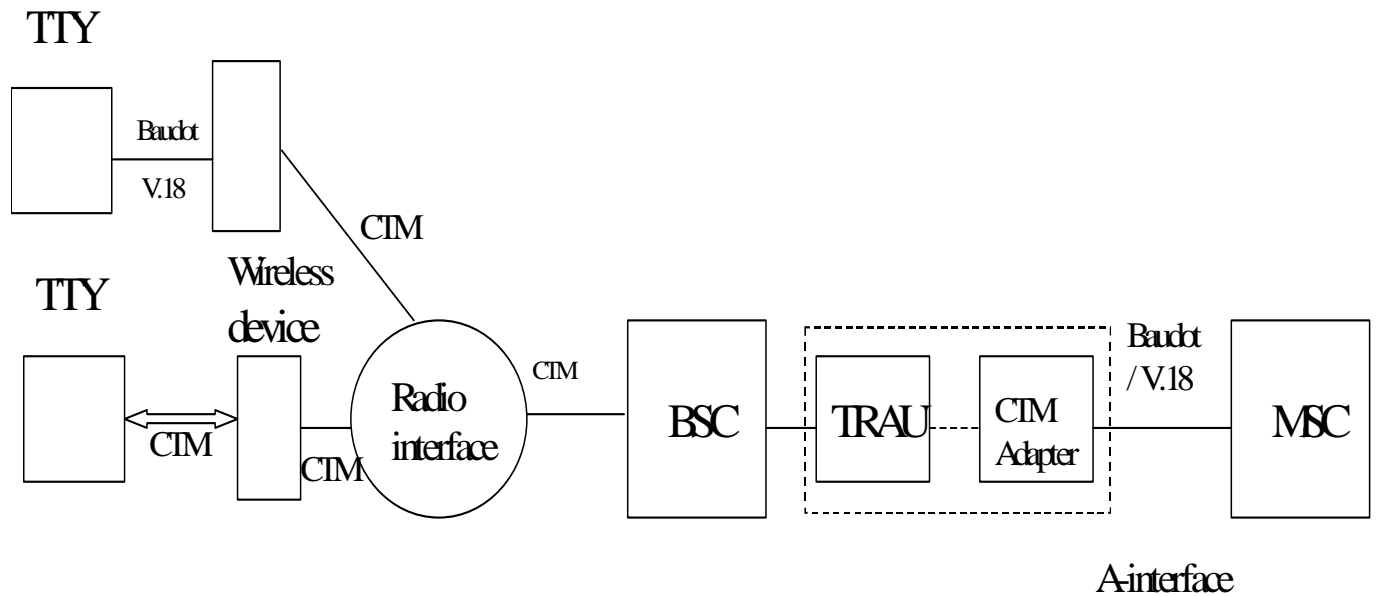 TTY
Baudot
V.18
CTM
Wireless
device
TTY
CTM
CTM
Radio
interface
CTM
BSC
TRAU
CTM
Adapter
Baudot
/ V.18
MSC
A-interface